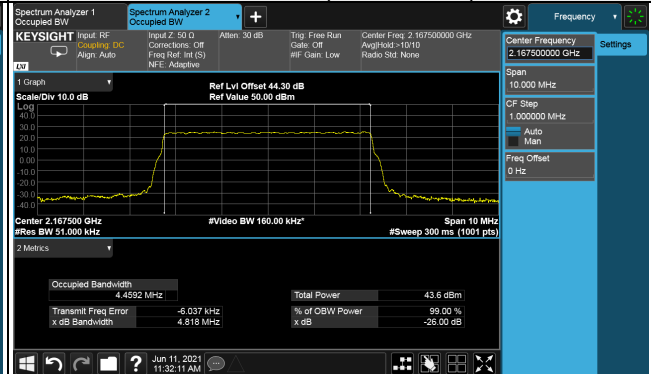 Spectrum Analyzer 1
Occupied BW
Spectrum Analyzer 2
Occupied BW
Frequency
KEYSIGHT
Input: RF
Coupling: DC
Align: Auto
Input Z: 50 Ω
Corrections: Off
Freq Ref: Int (S)
NFE: Adaptive
Atten: 30 dB
Trig: Free Run
Gate: Off
#IF Gain: Low
Center Freq: 2.167500000 GHz
Avg|Hold:>10/10
Radio Std: None
LXI
Center Frequency
2.167500000 GHz
Settings
Span
10.000 MHz
CF Step
1.000000 MHz
Auto
Man
Freq Offset
0 Hz
1 Graph
Scale/Div 10.0 dB
Ref Lvl Offset 44.30 dB
Ref Value 50.00 dBm
Log
40.0
30.0
20.0
10.0
0.00
-10.0
-20.0
-30.0
-40.0
Center 2.167500 GHz
#Res BW 51.000 kHz
#Video BW 160.00 kHz*
Span 10 MHz
#Sweep 300 ms (1001 pts)
2 Metrics
Occupied Bandwidth
4.4592 MHz
Total Power
43.6 dBm
Transmit Freq Error
-6.037 kHz
% of OBW Power
99.00 %
x dB Bandwidth
4.818 MHz
x dB
-26.00 dB
Jun 11, 2021
11:32:11 AM